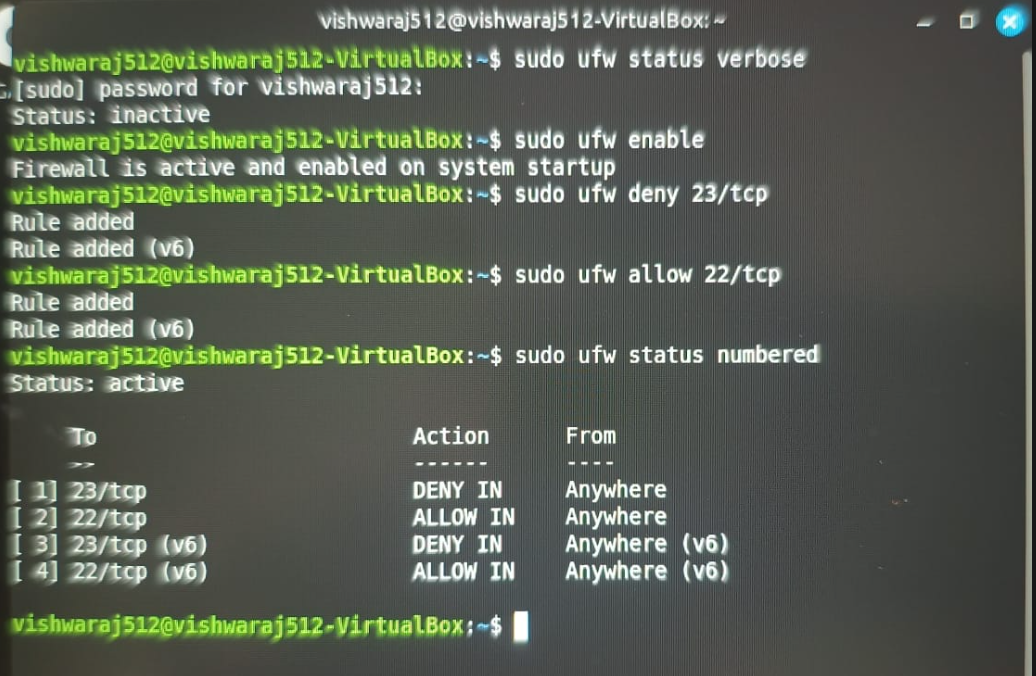 vishwaraj512@vishwaraj512-VirtualBox: ~
vishwaraj512@vishwaraj512-VirtualBox:~$ sudo ufw status verbose
[sudo] password for vishwaraj512:
Status: inactive
vishwaraj512@vishwaraj512-VirtualBox:~$ sudo ufw enable
Firewall is active and enabled on system startup
vishwaraj512@vishwaraj512-VirtualBox:~$ sudo ufw deny 23/tcp
Rule added
Rule added (v6)
vishwaraj512@vishwaraj512-VirtualBox:~$ sudo ufw allow 22/tcp
Rule added
Rule added (v6)
vishwaraj512@vishwaraj512-VirtualBox:~$ sudo ufw status numbered
Status: active
To Action From
-- ------ ----
[ 1] 23/tcp DENY IN Anywhere
[ 2] 22/tcp ALLOW IN Anywhere
[ 3] 23/tcp (v6) DENY IN Anywhere (v6)
[ 4] 22/tcp (v6) ALLOW IN Anywhere (v6)
vishwaraj512@vishwaraj512-VirtualBox:~$